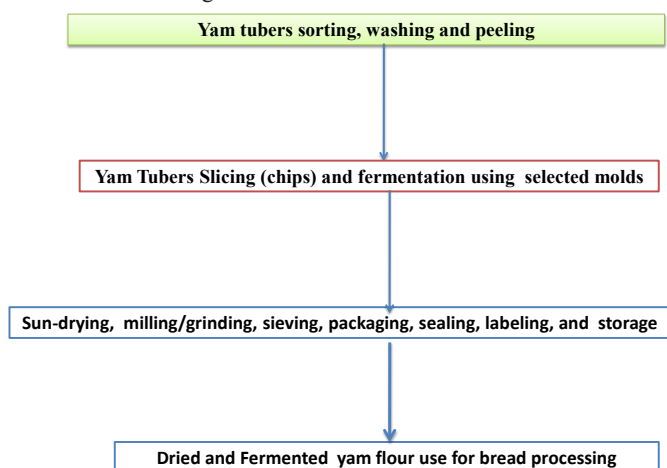 Yam tubers sorting, washing and peeling
Yam Tubers Slicing (chips) and fermentation using selected molds
Sun-drying, milling/grinding, sieving, packaging, sealing, labeling, and storage
Dried and Fermented yam flour use for bread processing